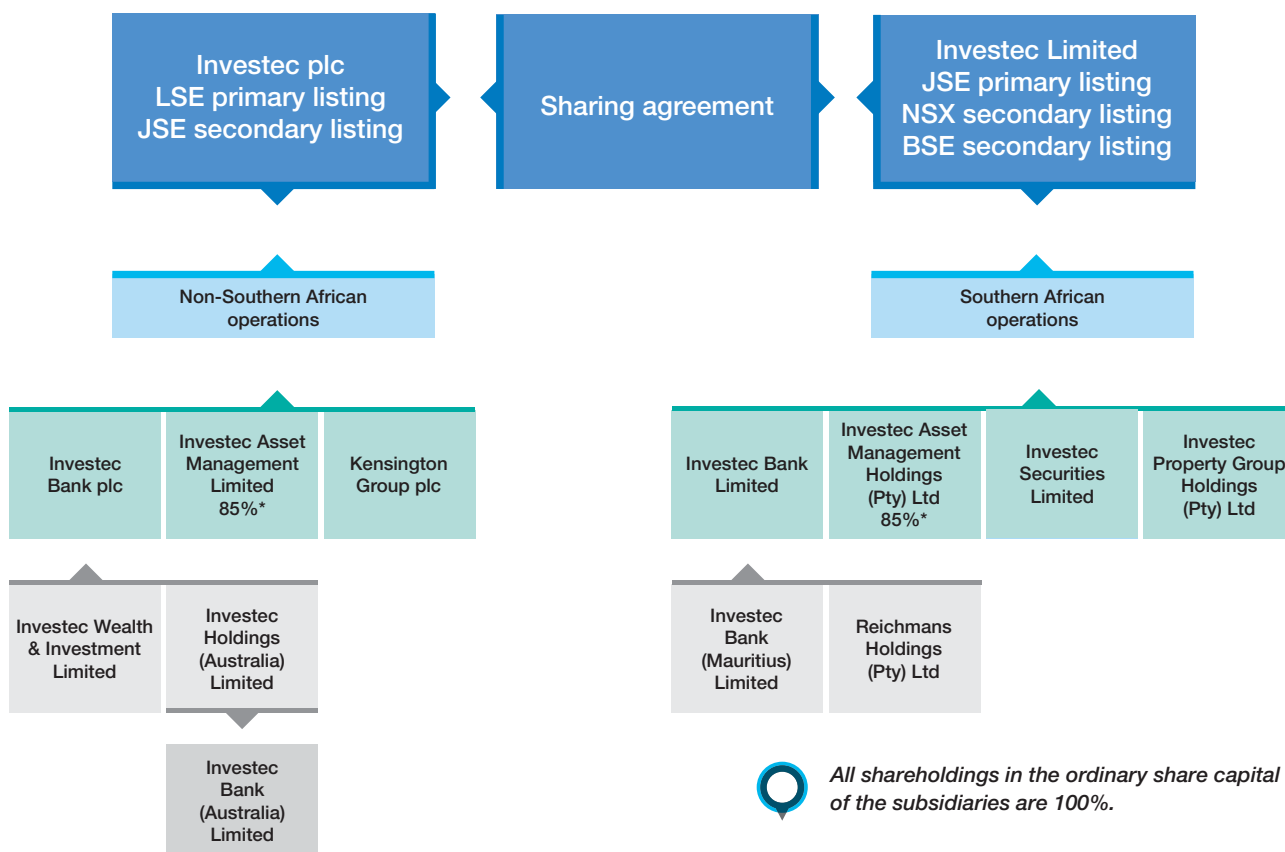 Investec plc
LSE primary listing
JSE secondary listing
Sharing agreement
Investec Limited
JSE primary listing
NSX secondary listing
BSE secondary listing
Non-Southern African
operations
Southern African
operations
Investec
Bank plc
Investec Asset
Management
Limited
85%*
Kensington
Group plc
Investec Bank
Limited
Investec Asset
Management
Holdings
(Pty) Ltd
85%*
Investec
Securities
Limited
Investec
Property Group
Holdings
(Pty) Ltd
Investec Wealth
& Investment
Limited
Investec
Holdings
(Australia)
Limited
Investec
Bank
(Mauritius)
Limited
Reichmans
Holdings
(Pty) Ltd
Investec
Bank
(Australia)
Limited
All shareholdings in the ordinary share capital
of the subsidiaries are 100%.